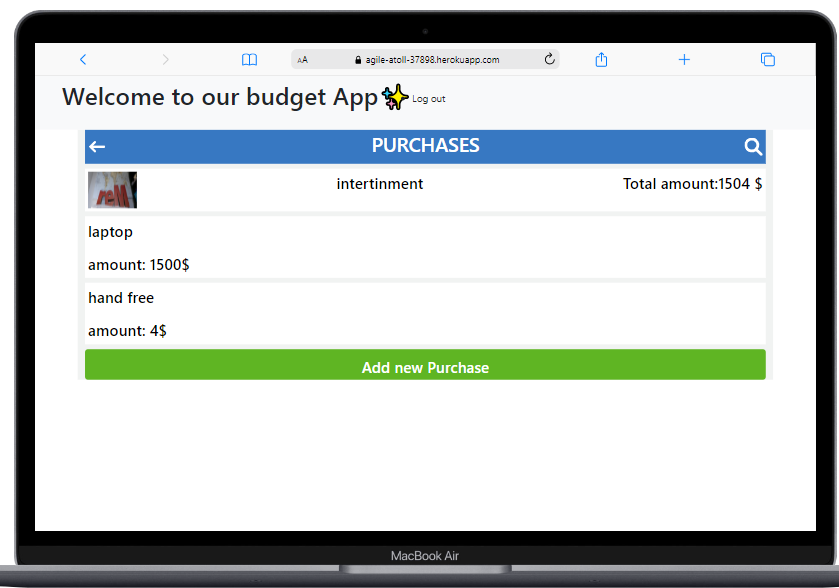 AA agile-atoll-37898.herokuapp.com
Welcome to our budget App✨ Log out
PURCHASES
intertinment Total amount:1504 $
laptop
amount: 1500$
hand free
amount: 4$
Add new Purchase
MacBook Air